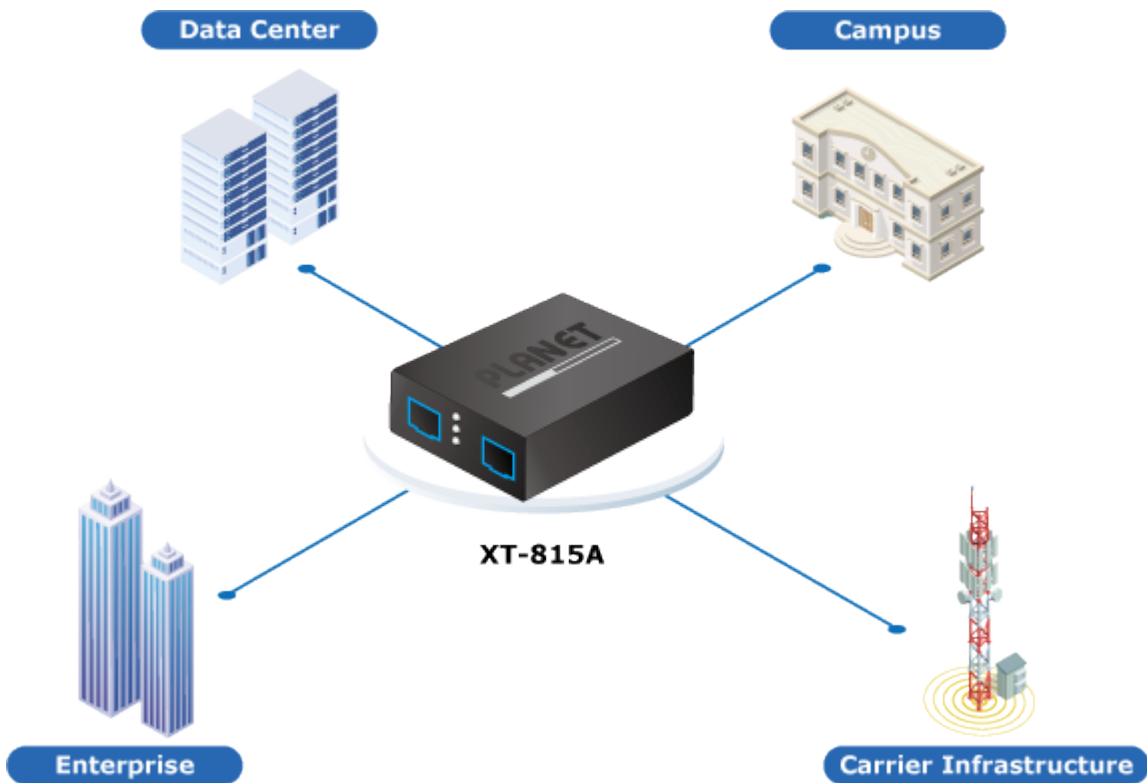 Data Center
Campus
PLANET
XT-815A
Enterprise
Carrier Infrastructure